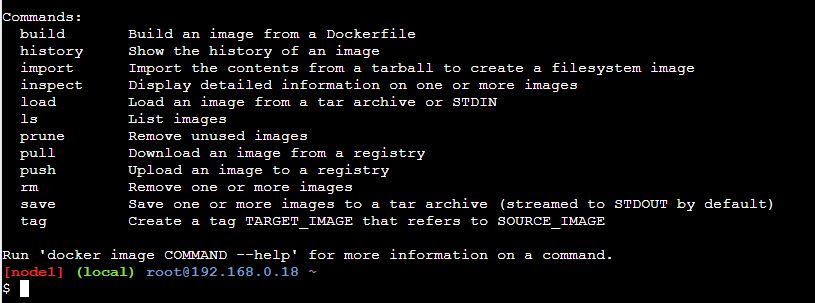 Commands:
  build       Build an image from a Dockerfile
  history     Show the history of an image
  import      Import the contents from a tarball to create a filesystem image
  inspect     Display detailed information on one or more images
  load        Load an image from a tar archive or STDIN
  ls          List images
  prune       Remove unused images
  pull        Download an image from a registry
  push        Upload an image to a registry
  rm          Remove one or more images
  save        Save one or more images to a tar archive (streamed to STDOUT by default)
  tag         Create a tag TARGET_IMAGE that refers to SOURCE_IMAGE

Run 'docker image COMMAND --help' for more information on a command.
[node1] (local) root@192.168.0.18 ~
$